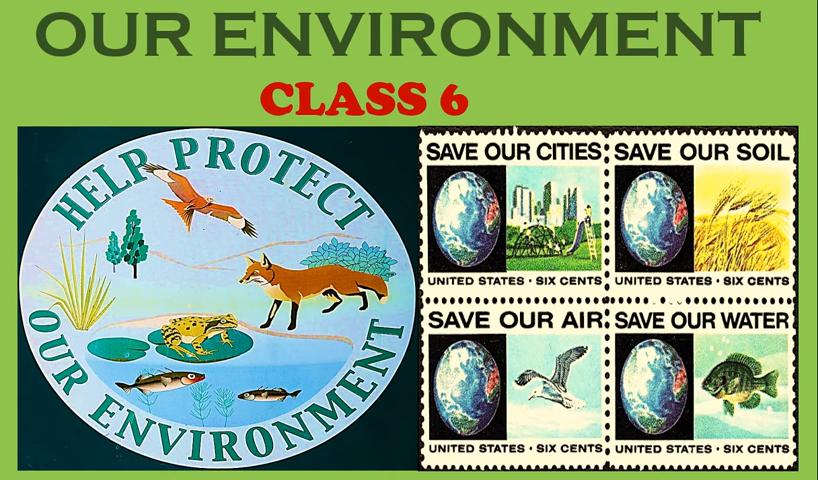 OUR ENVIRONMENT
CLASS 6
HELP PROTECT
OUR ENVIRONMENT
SAVE OUR CITIES
UNITED STATES · SIX CENTS
SAVE OUR SOIL
UNITED STATES · SIX CENTS
SAVE OUR AIR
UNITED STATES · SIX CENTS
SAVE OUR WATER
UNITED STATES · SIX CENTS